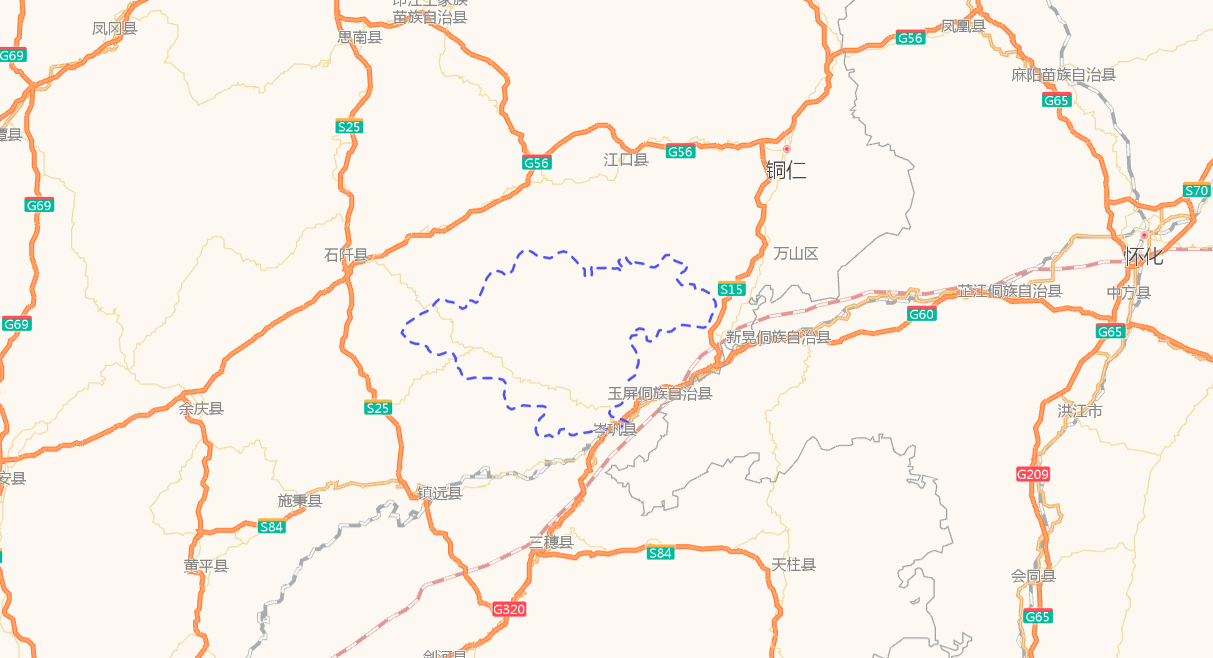 印江土家族
苗族自治县
凤冈县
思南县
凤凰县
G56
G69
麻阳苗族自治县
G65
S25
江口县
G56
G56
铜仁
S70
G69
石阡县
万山区
怀化
S15
芷江侗族自治县
中方县
G69
G60
新晃侗族自治县
G65
玉屏侗族自治县
余庆县
S25
洪江市
岑巩县
安县
G209
镇远县
施秉县
S84
三穗县
S84
黄平县
天柱县
会同县
G320
G65
剑河县